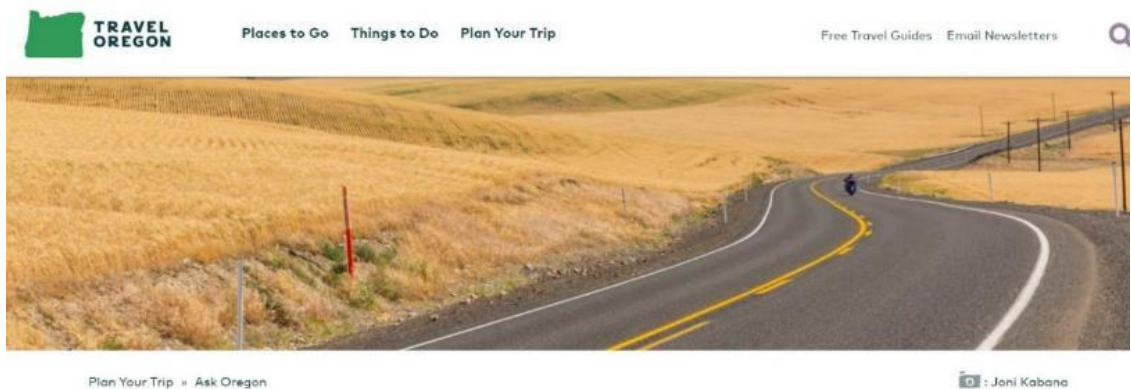 TRAVEL
OREGON
Places to Go Things to Do Plan Your Trip
Free Travel Guides Email Newsletters
Plan Your Trip » Ask Oregon
: Joni Kabana